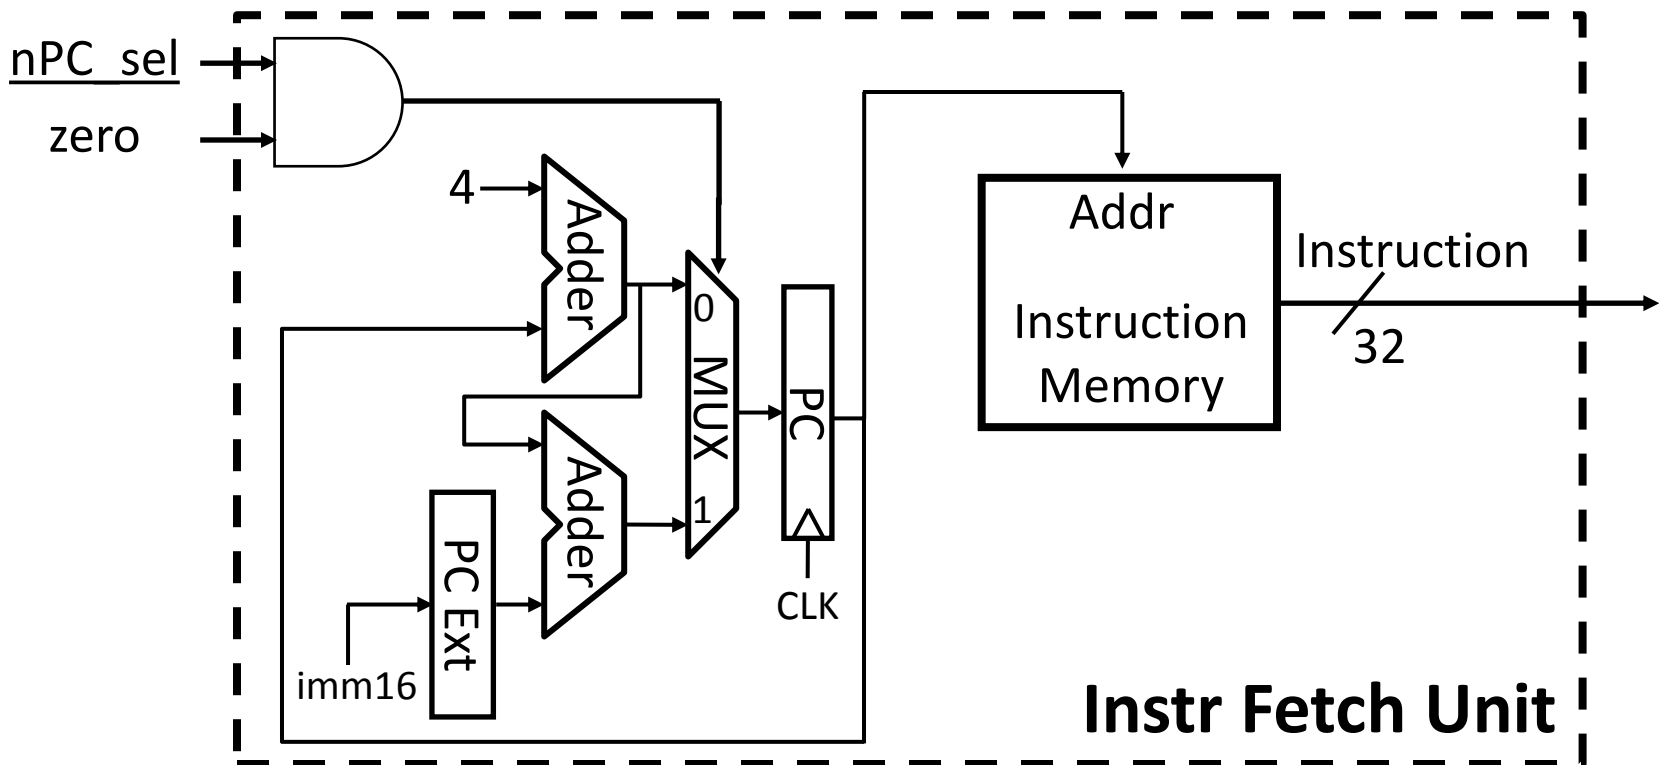 nPC_sel
zero
4
Adder
0
MUX
1
Adder
PC Ext
imm16
PC
CLK
Addr
Instruction
Memory
Instruction
32
Instr Fetch Unit